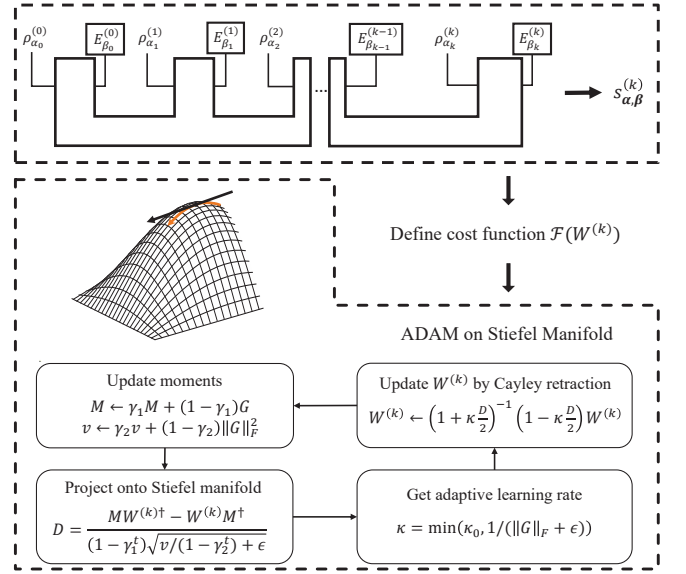 ρ_{α_0}^{(0)} E_{β_0}^{(0)} ρ_{α_1}^{(1)} E_{β_1}^{(1)} ρ_{α_2}^{(2)} E_{β_{k-1}}^{(k-1)} ρ_{α_k}^{(k)} E_{β_k}^{(k)}
... s_{α,β}^{(k)}
Define cost function ℱ(W^{(k)})
ADAM on Stiefel Manifold
Update moments
M ← γ_1 M + (1 − γ_1)G
v ← γ_2 v + (1 − γ_2)‖G‖_F^2
Update W^{(k)} by Cayley retraction
W^{(k)} ← (1 + κ D/2)^{−1} (1 − κ D/2) W^{(k)}
Project onto Stiefel manifold
D = (M W^{(k)†} − W^{(k)} M^†) / ((1 − γ_1^t) √(v/(1 − γ_2^t) + ϵ))
Get adaptive learning rate
κ = min(κ_0, 1/(‖G‖_F + ϵ))